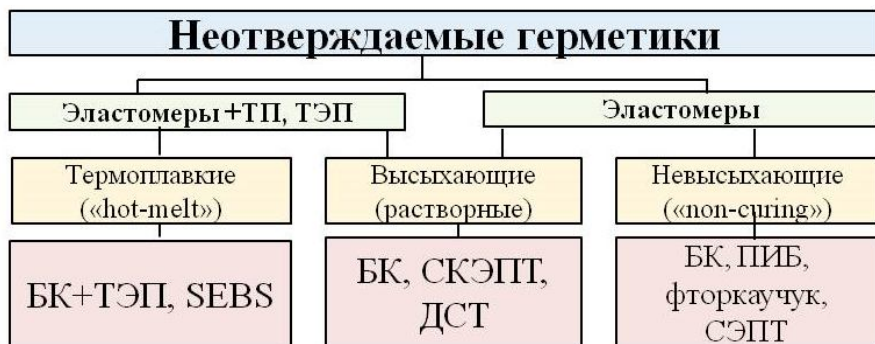 Неотверждаемые герметики
Эластомеры +ТП, ТЭП
Эластомеры
Термоплавкие
(«hot-melt»)
Высыхающие
(растворные)
Невысыхающие
(«non-curing»)
БК+ТЭП, SEBS
БК, СКЭПТ,
ДСТ
БК, ПИБ,
фторкаучук,
СЭПТ